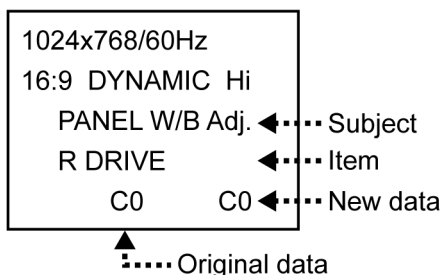 1024x768/60Hz
16:9 DYNAMIC Hi
PANEL W/B Adj. Subject
R DRIVE Item
C0 C0 New data
Original data